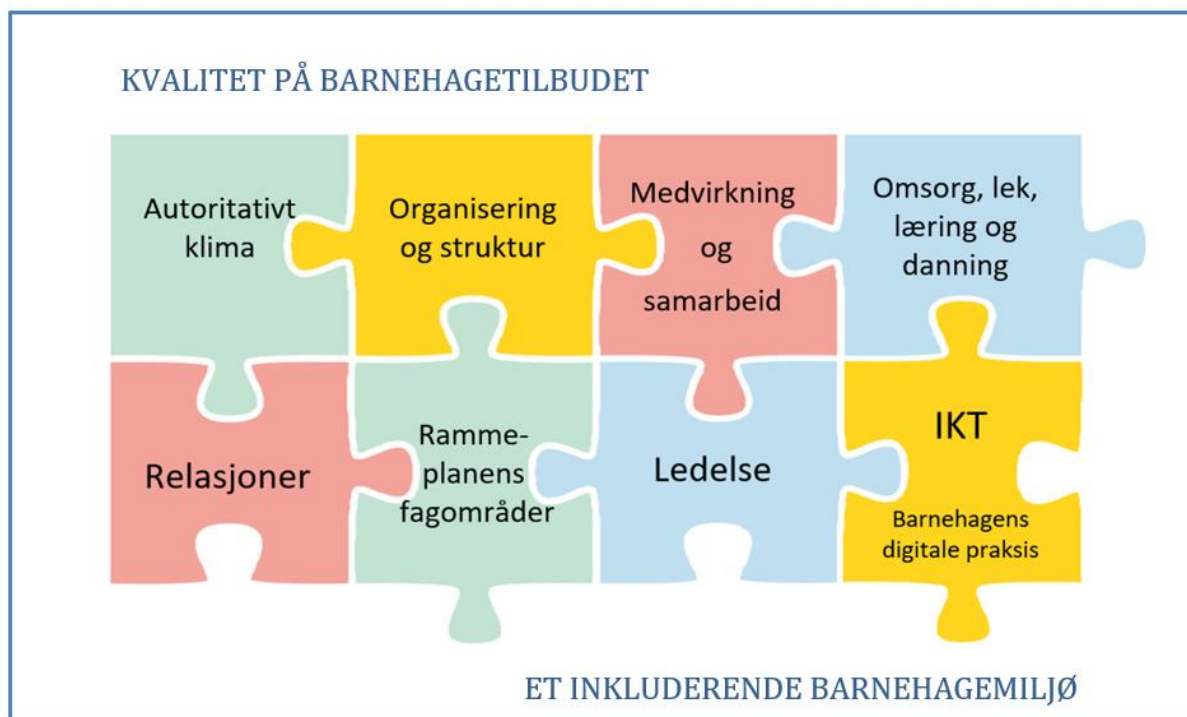 KVALITET PÅ BARNEHAGETILBUDET
Autoritativt
klima
Organisering
og struktur
Medvirkning
og
samarbeid
Omsorg, lek,
læring og
danning
Relasjoner
Ramme-
planens
fagområder
Ledelse
IKT
Barnehagens
digitale praksis
ET INKLUDERENDE BARNEHAGEMILJØ